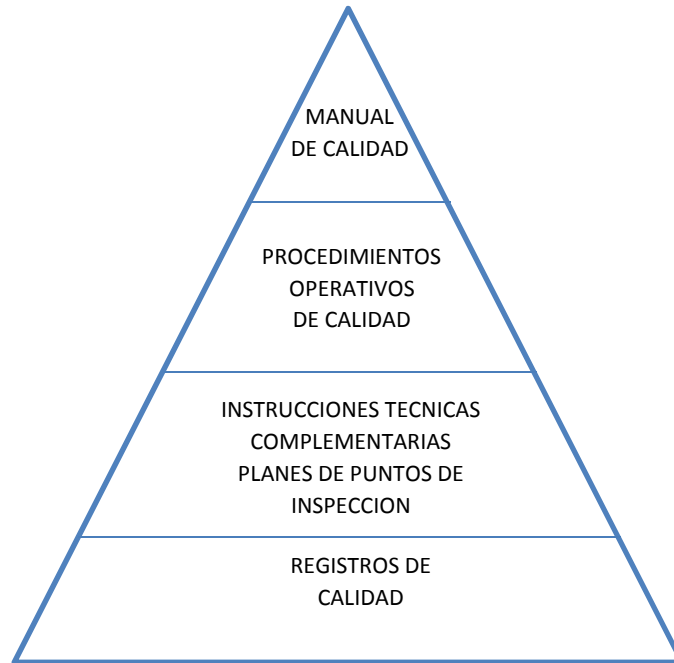 MANUAL
DE CALIDAD
PROCEDIMIENTOS
OPERATIVOS
DE CALIDAD
INSTRUCCIONES TECNICAS
COMPLEMENTARIAS
PLANES DE PUNTOS DE
INSPECCION
REGISTROS DE
CALIDAD